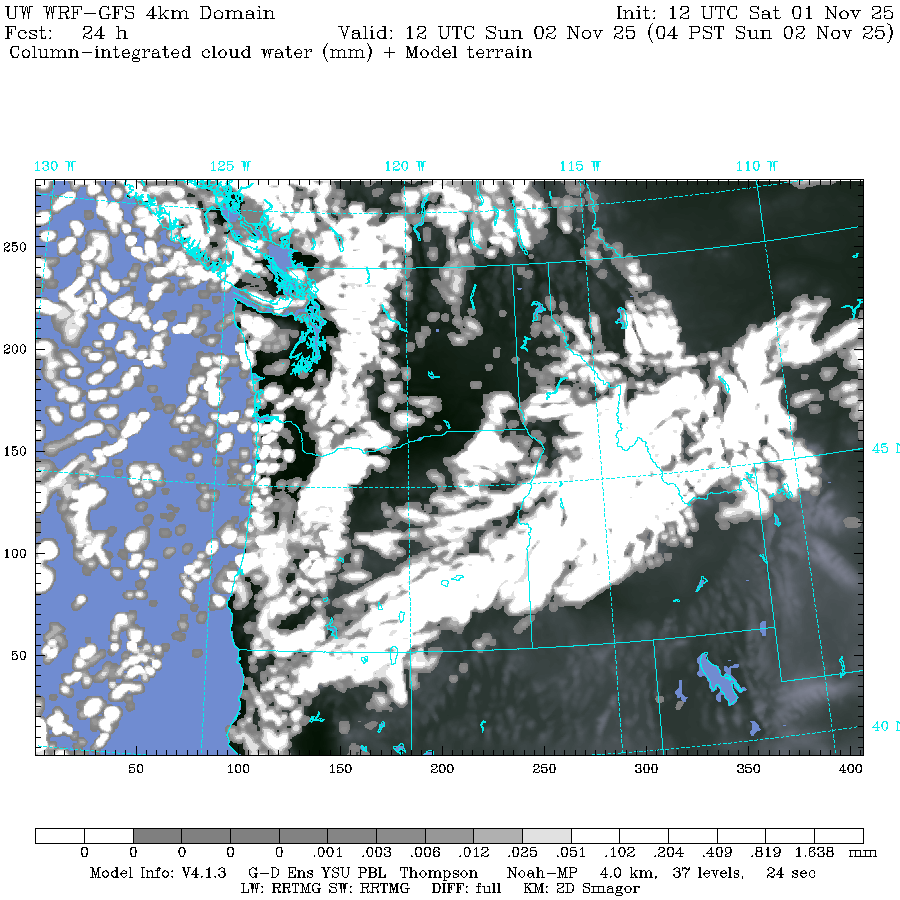 UW WRF-GFS 4km Domain Init: 12 UTC Sat 01 Nov 25
Fcst: 24 h Valid: 12 UTC Sun 02 Nov 25 (04 PST Sun 02 Nov 25)
Column-integrated cloud water (mm) + Model terrain
130 W 125 W 120 W 115 W 110 W
250
200
150
45 N
100
50
40 N
50 100 150 200 250 300 350 400
0 0 0 0 0 .001 .003 .006 .012 .025 .051 .102 .204 .409 .819 1.638 mm
Model Info: V4.1.3 G-D Ens YSU PBL Thompson Noah-MP 4.0 km, 37 levels, 24 sec
LW: RRTMG SW: RRTMG DIFF: full KM: 2D Smagor